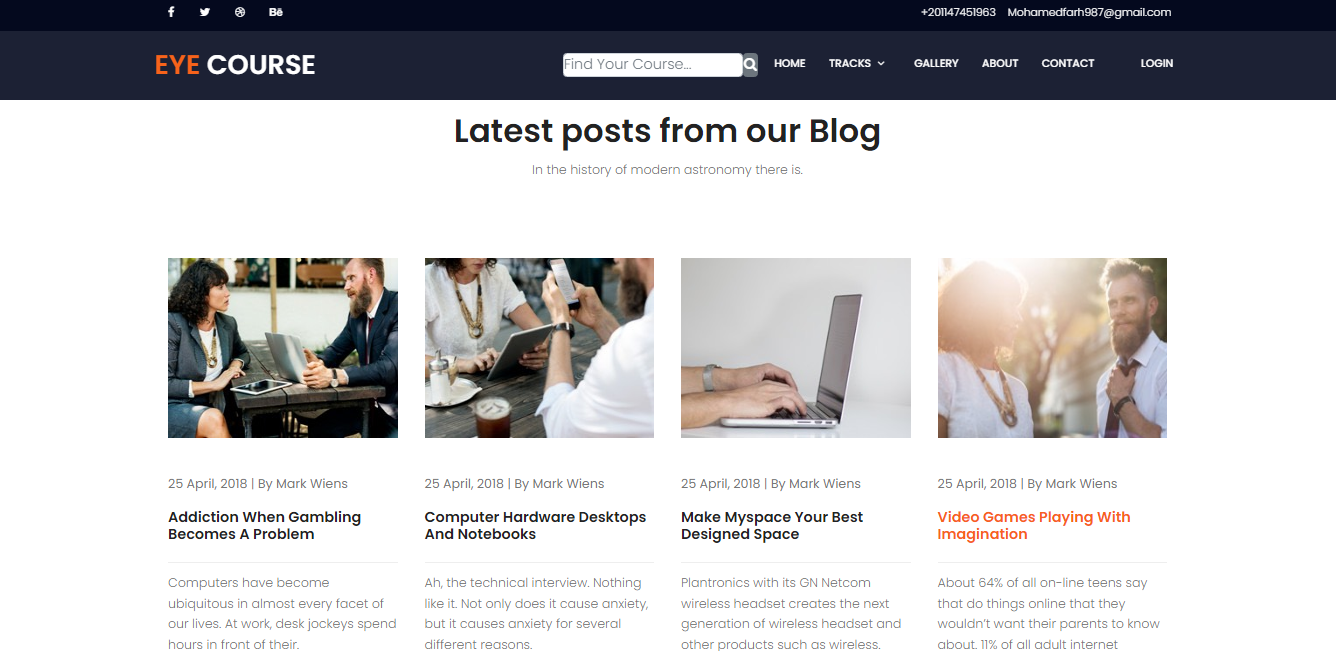 +201147451963 Mohamedfarh987@gmail.com
EYE COURSE
Find Your Course...
HOME TRACKS GALLERY ABOUT CONTACT LOGIN
Latest posts from our Blog
In the history of modern astronomy there is.
25 April, 2018 | By Mark Wiens
Addiction When Gambling
Becomes A Problem
Computers have become
ubiquitous in almost every facet of
our lives. At work, desk jockeys spend
hours in front of their.
25 April, 2018 | By Mark Wiens
Computer Hardware Desktops
And Notebooks
Ah, the technical interview. Nothing
like it. Not only does it cause anxiety,
but it causes anxiety for several
different reasons.
25 April, 2018 | By Mark Wiens
Make Myspace Your Best
Designed Space
Plantronics with its GN Netcom
wireless headset creates the next
generation of wireless headset and
other products such as wireless.
25 April, 2018 | By Mark Wiens
Video Games Playing With
Imagination
About 64% of all on-line teens say
that do things online that they
wouldn't want their parents to know
about. 11% of all adult internet